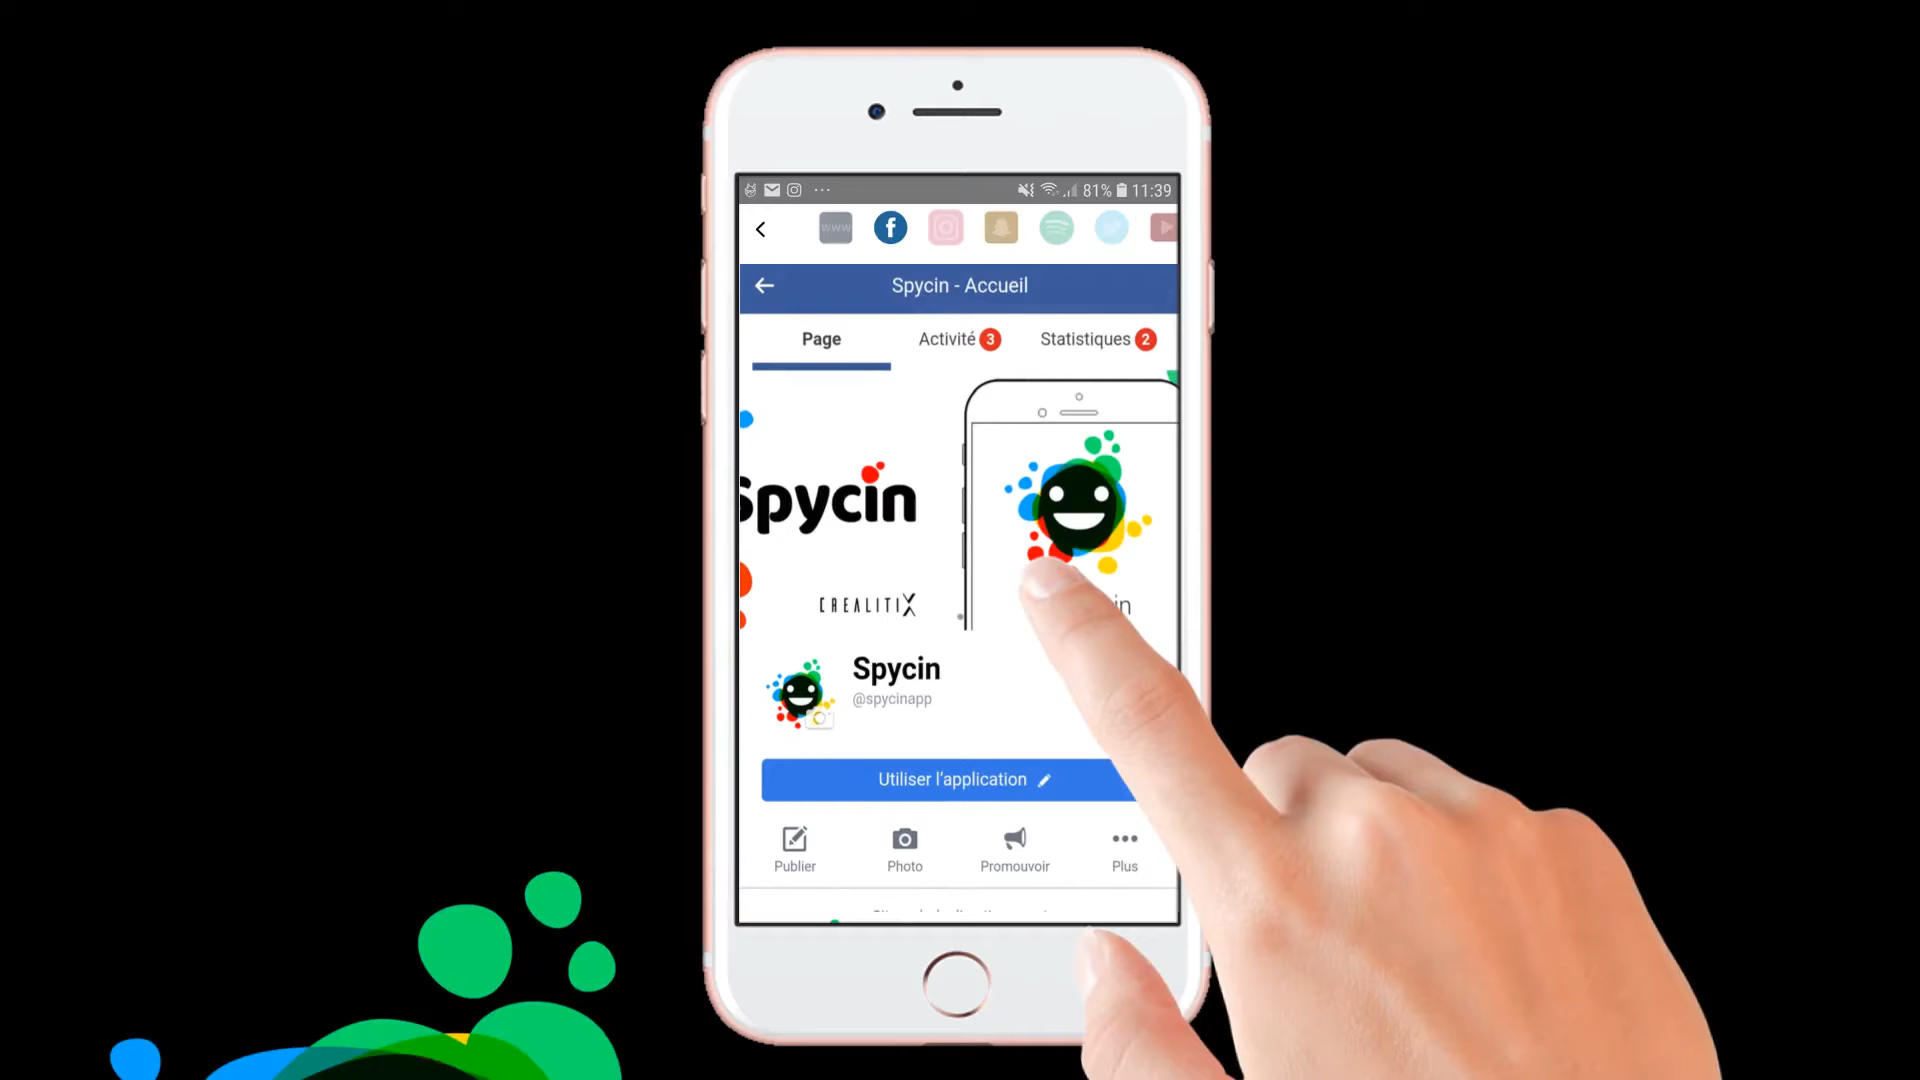 81% 11:39
www
Spycin - Accueil
Page
Activité 3
Statistiques 2
Spycin
CREALITIX
Spycin
@spycinapp
Utiliser l'application
Publier
Photo
Promouvoir
Plus